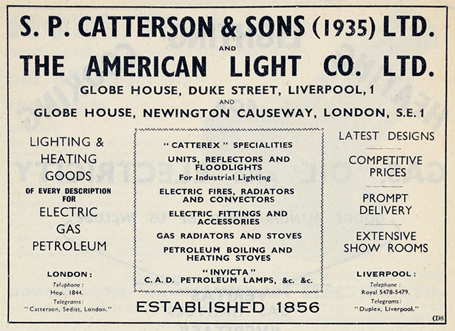 S. P. CATTERSON & SONS (1935) LTD.
AND
THE AMERICAN LIGHT CO. LTD.
GLOBE HOUSE, DUKE STREET, LIVERPOOL, 1
AND
GLOBE HOUSE, NEWINGTON CAUSEWAY, LONDON, S.E.1
LIGHTING &
HEATING
GOODS
OF EVERY DESCRIPTION
FOR
ELECTRIC
GAS
PETROLEUM
"CATTEREX" SPECIALITIES
UNITS, REFLECTORS AND
FLOODLIGHTS
For Industrial Lighting
ELECTRIC FIRES, RADIATORS
AND CONVECTORS
ELECTRIC FITTINGS AND
ACCESSORIES
GAS RADIATORS AND STOVES
PETROLEUM BOILING AND
HEATING STOVES
"INVICTA"
C.A.D. PETROLEUM LAMPS, &c. &c.
LATEST DESIGNS
COMPETITIVE
PRICES
PROMPT
DELIVERY
EXTENSIVE
SHOW ROOMS
LONDON:
Telephone:
Hop. 1844.
Telegrams:
"Catterson, Sedist, London."
ESTABLISHED 1856
LIVERPOOL:
Telephone:
Royal 5478-5479.
Telegrams:
"Duplex, Liverpool."